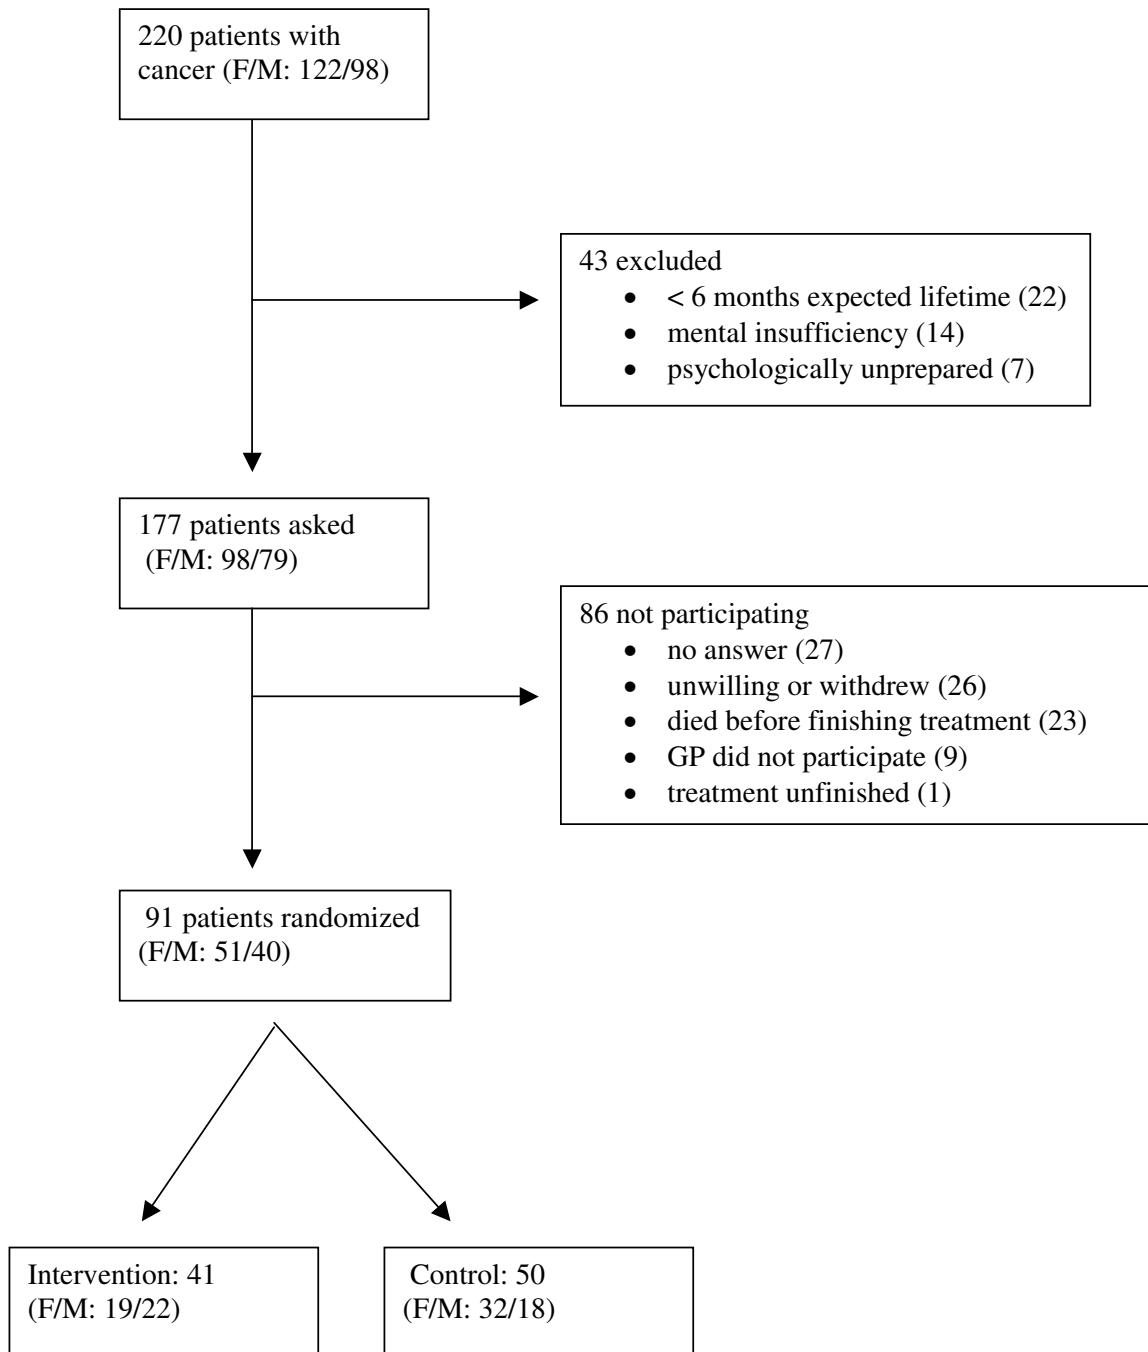 220 patients with
cancer (F/M: 122/98)
43 excluded
• < 6 months expected lifetime (22)
• mental insufficiency (14)
• psychologically unprepared (7)
177 patients asked
(F/M: 98/79)
86 not participating
• no answer (27)
• unwilling or withdrew (26)
• died before finishing treatment (23)
• GP did not participate (9)
• treatment unfinished (1)
91 patients randomized
(F/M: 51/40)
Intervention: 41
(F/M: 19/22)
Control: 50
(F/M: 32/18)